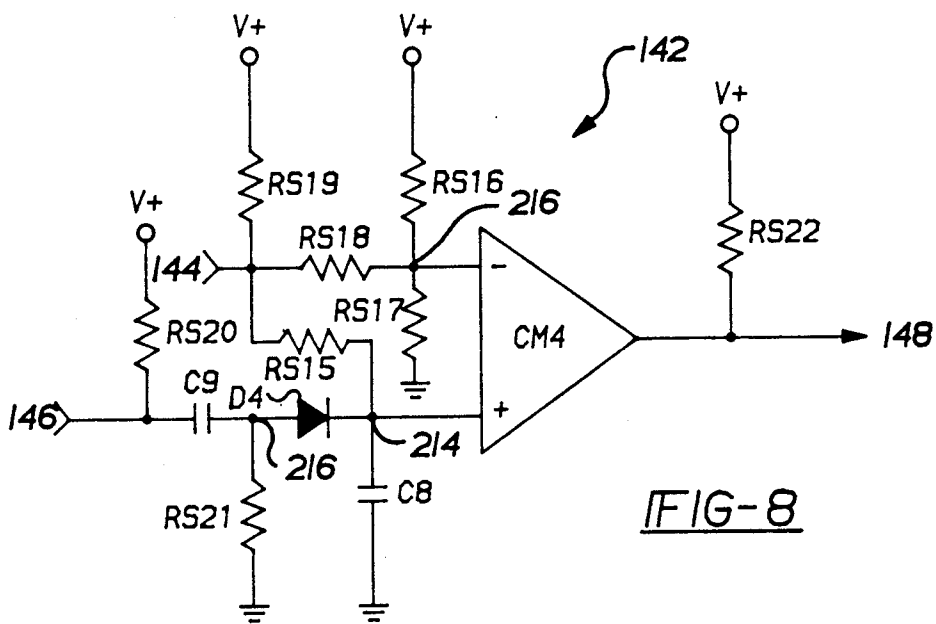 V+
V+
142
V+
RS19
RS16
216
V+
RS18
RS22
144
RS17
RS20
CM4
148
RS15
C9
D4
146
216
214
C8
RS21
FIG-8
-
+